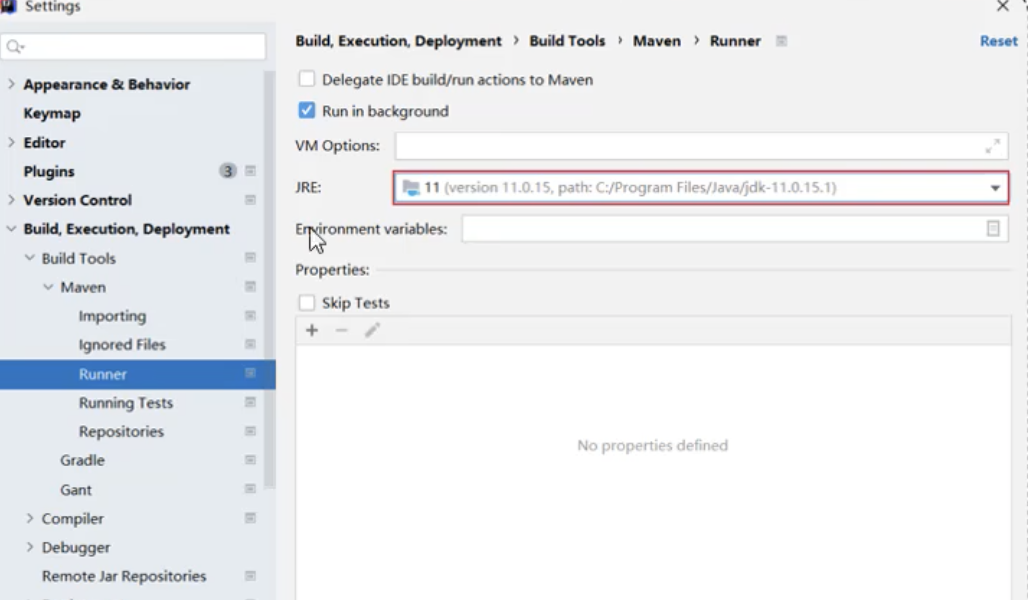 Settings
Build, Execution, Deployment › Build Tools › Maven › Runner
Reset
Appearance & Behavior
Keymap
Editor
Plugins 3
Version Control
Build, Execution, Deployment
Build Tools
Maven
Importing
Ignored Files
Runner
Running Tests
Repositories
Gradle
Gant
Compiler
Debugger
Remote Jar Repositories
Delegate IDE build/run actions to Maven
Run in background
VM Options:
JRE: 11 (version 11.0.15, path: C:/Program Files/Java/jdk-11.0.15.1)
Environment variables:
Properties:
Skip Tests
No properties defined